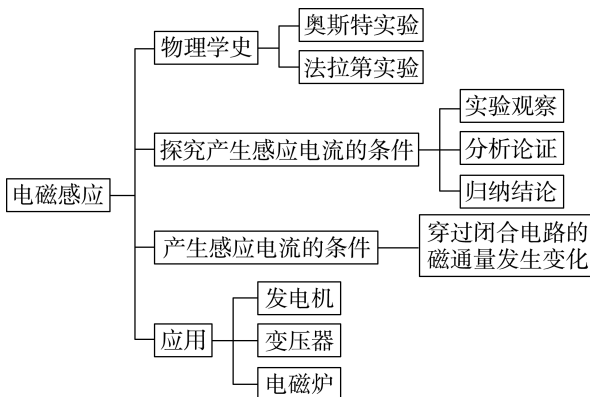 电磁感应
物理学史
奥斯特实验
法拉第实验
探究产生感应电流的条件
实验观察
分析论证
归纳结论
产生感应电流的条件
穿过闭合电路的
磁通量发生变化
应用
发电机
变压器
电磁炉